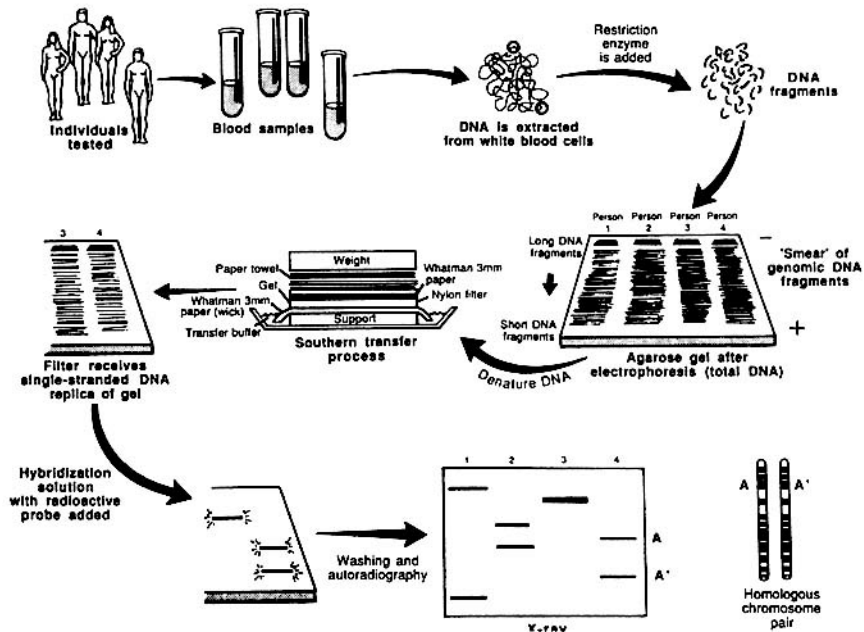 Individuals
tested
Blood samples
DNA is extracted
from white blood cells
Restriction
enzyme
is added
DNA
fragments
Person
1
Person
2
Person
3
Person
4
Long DNA
fragments
Short DNA
fragments
−
+
'Smear' of
genomic DNA
fragments
Agarose gel after
electrophoresis (total DNA)
Denature DNA
Weight
Paper towel
Gel
Whatman 3mm
paper (wick)
Transfer buffer
Whatman 3mm
paper
Nylon filter
Support
Southern transfer
process
3 4
Filter receives
single-stranded DNA
replica of gel
Hybridization
solution
with radioactive
probe added
Washing and
autoradiography
1 2 3 4
A
A'
X-ray
A A'
Homologous
chromosome
pair